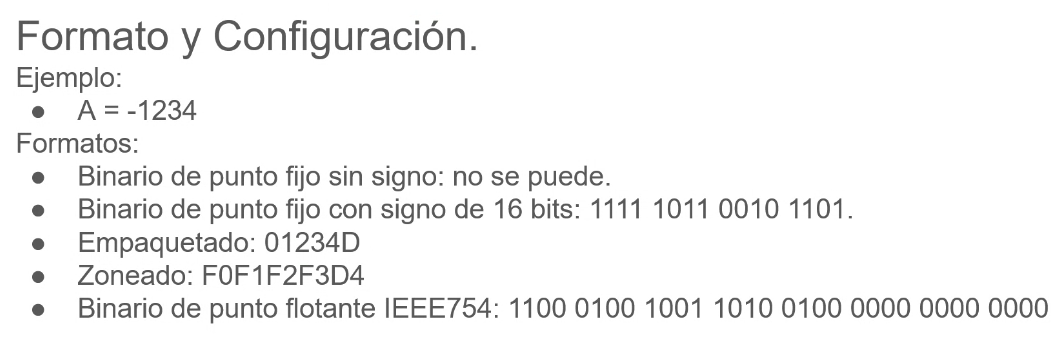 Formato y Configuración.
Ejemplo:
● A = -1234
Formatos:
● Binario de punto fijo sin signo: no se puede.
● Binario de punto fijo con signo de 16 bits: 1111 1011 0010 1101.
● Empaquetado: 01234D
● Zoneado: F0F1F2F3D4
● Binario de punto flotante IEEE754: 1100 0100 1001 1010 0100 0000 0000 0000